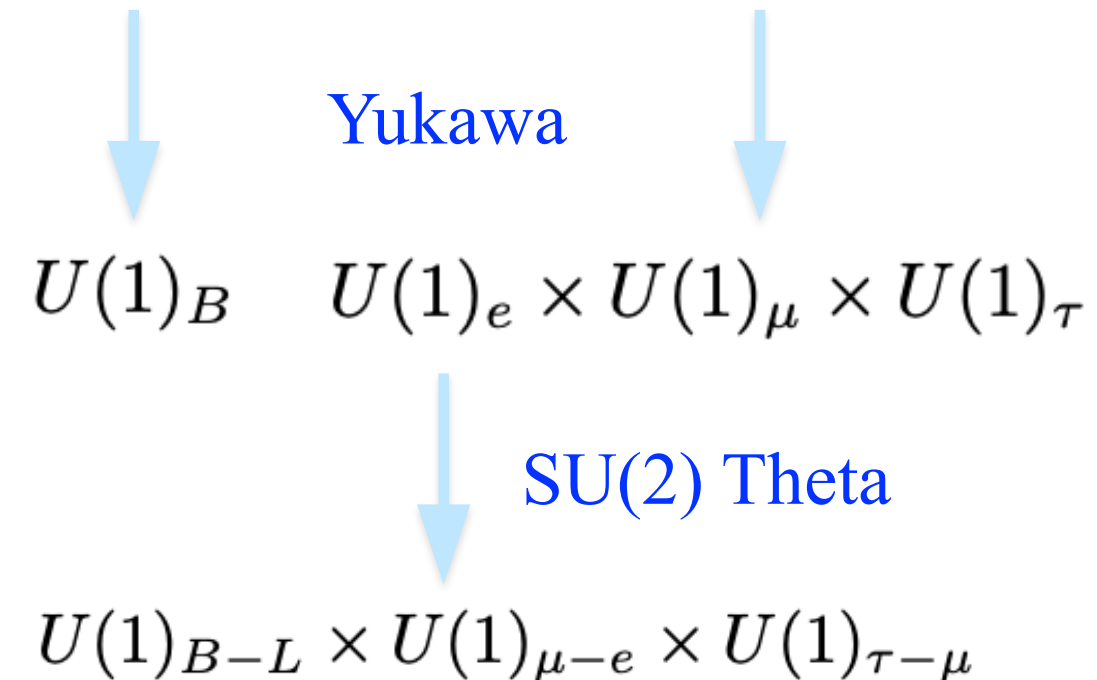 Yukawa
U(1)_B U(1)_e × U(1)_μ × U(1)_τ
SU(2) Theta
U(1)_{B−L} × U(1)_{μ−e} × U(1)_{τ−μ}